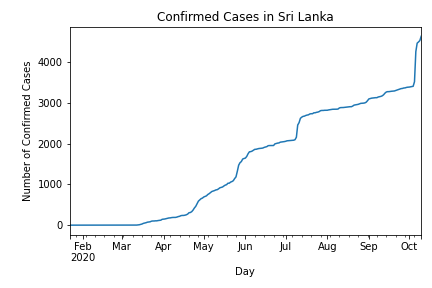 Confirmed Cases in Sri Lanka
Number of Confirmed Cases
4000
3000
2000
1000
0
Feb Mar Apr May Jun Jul Aug Sep Oct
2020
Day